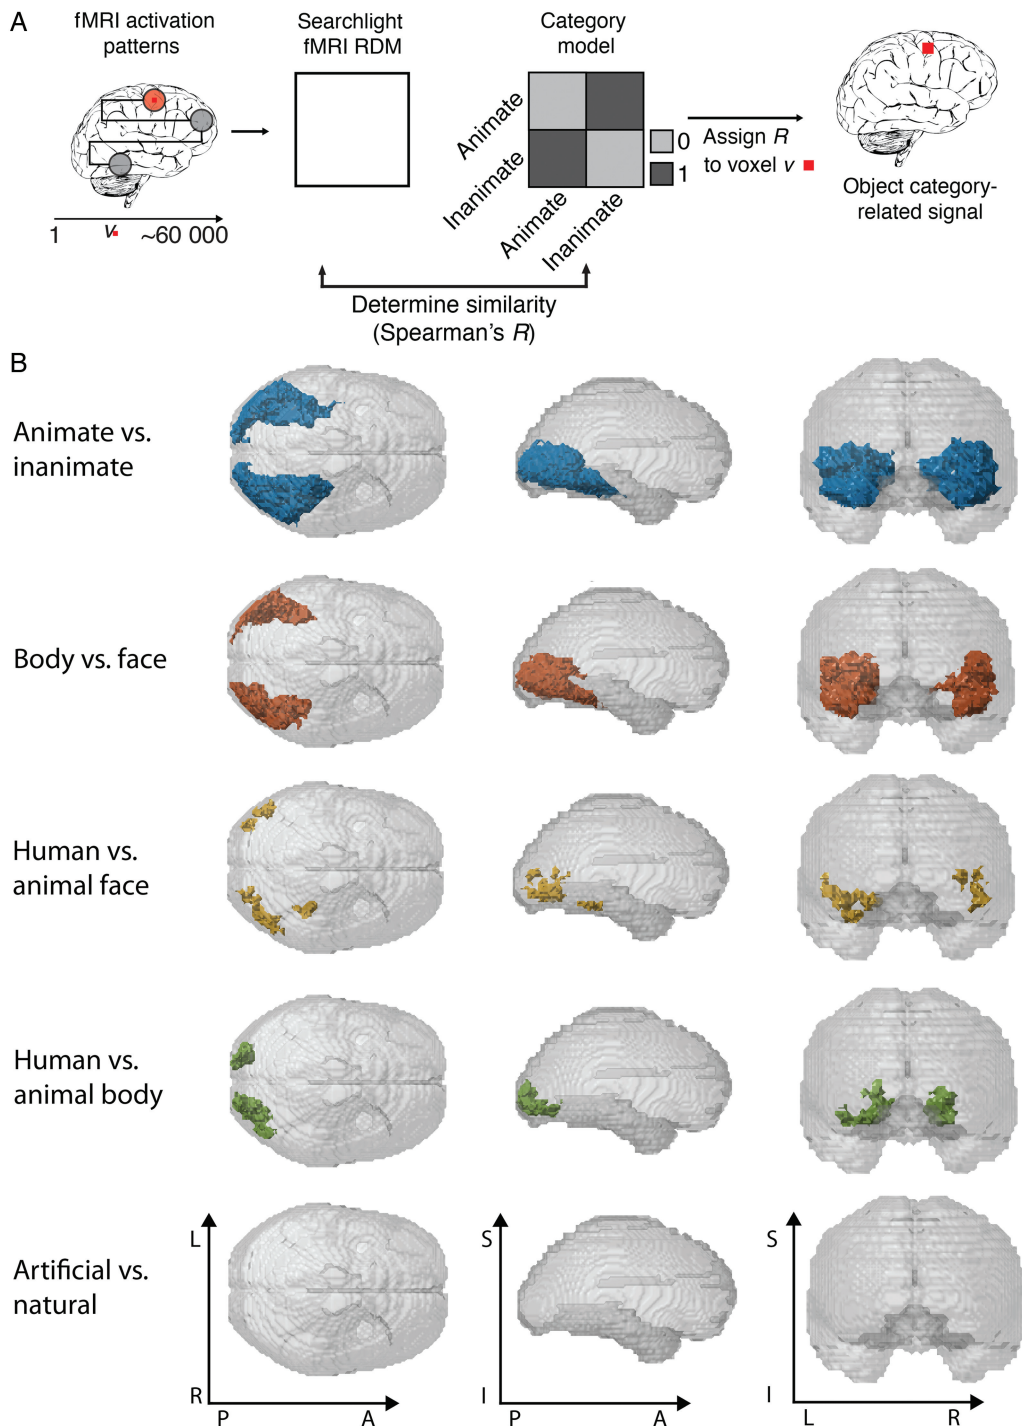 A
fMRI activation
patterns
Searchlight
fMRI RDM
Category
model
Animate
Inanimate
Animate
Inanimate
0
1
Assign R
to voxel v
Object category-
related signal
1
v
~60 000
Determine similarity
(Spearman's R)
B
Animate vs.
inanimate
Body vs. face
Human vs.
animal face
Human vs.
animal body
Artificial vs.
natural
L
R
P
A
S
I
P
A
S
I
L
R